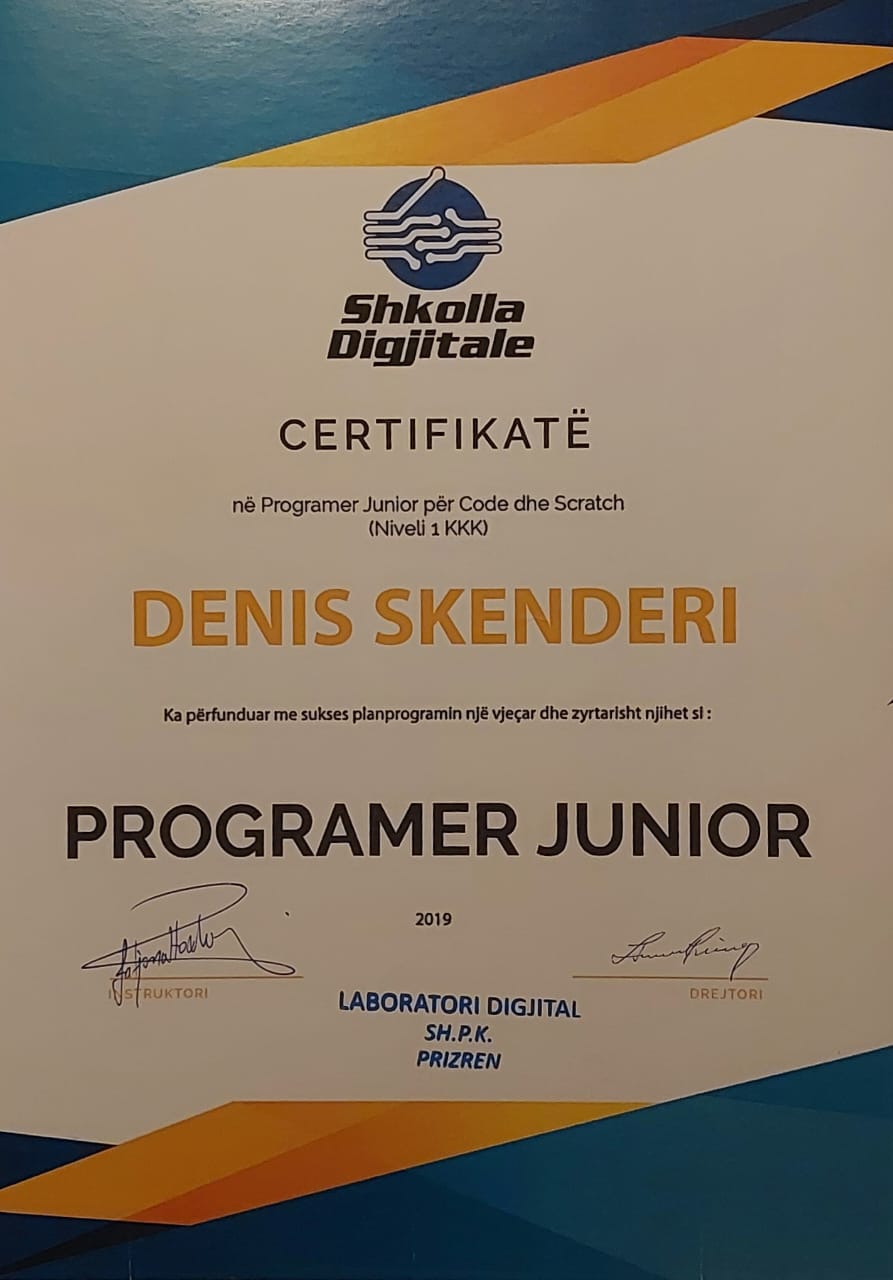 Shkolla
Digjitale
CERTIFIKATË
në Programer Junior për Code dhe Scratch
(Niveli 1 KKK)
DENIS SKENDERI
Ka përfunduar me sukses planprogramin një vjeçar dhe zyrtarisht njihet si :
PROGRAMER JUNIOR
2019
INSTRUKTORI
DREJTORI
LABORATORI DIGJITAL
SH.P.K.
PRIZREN